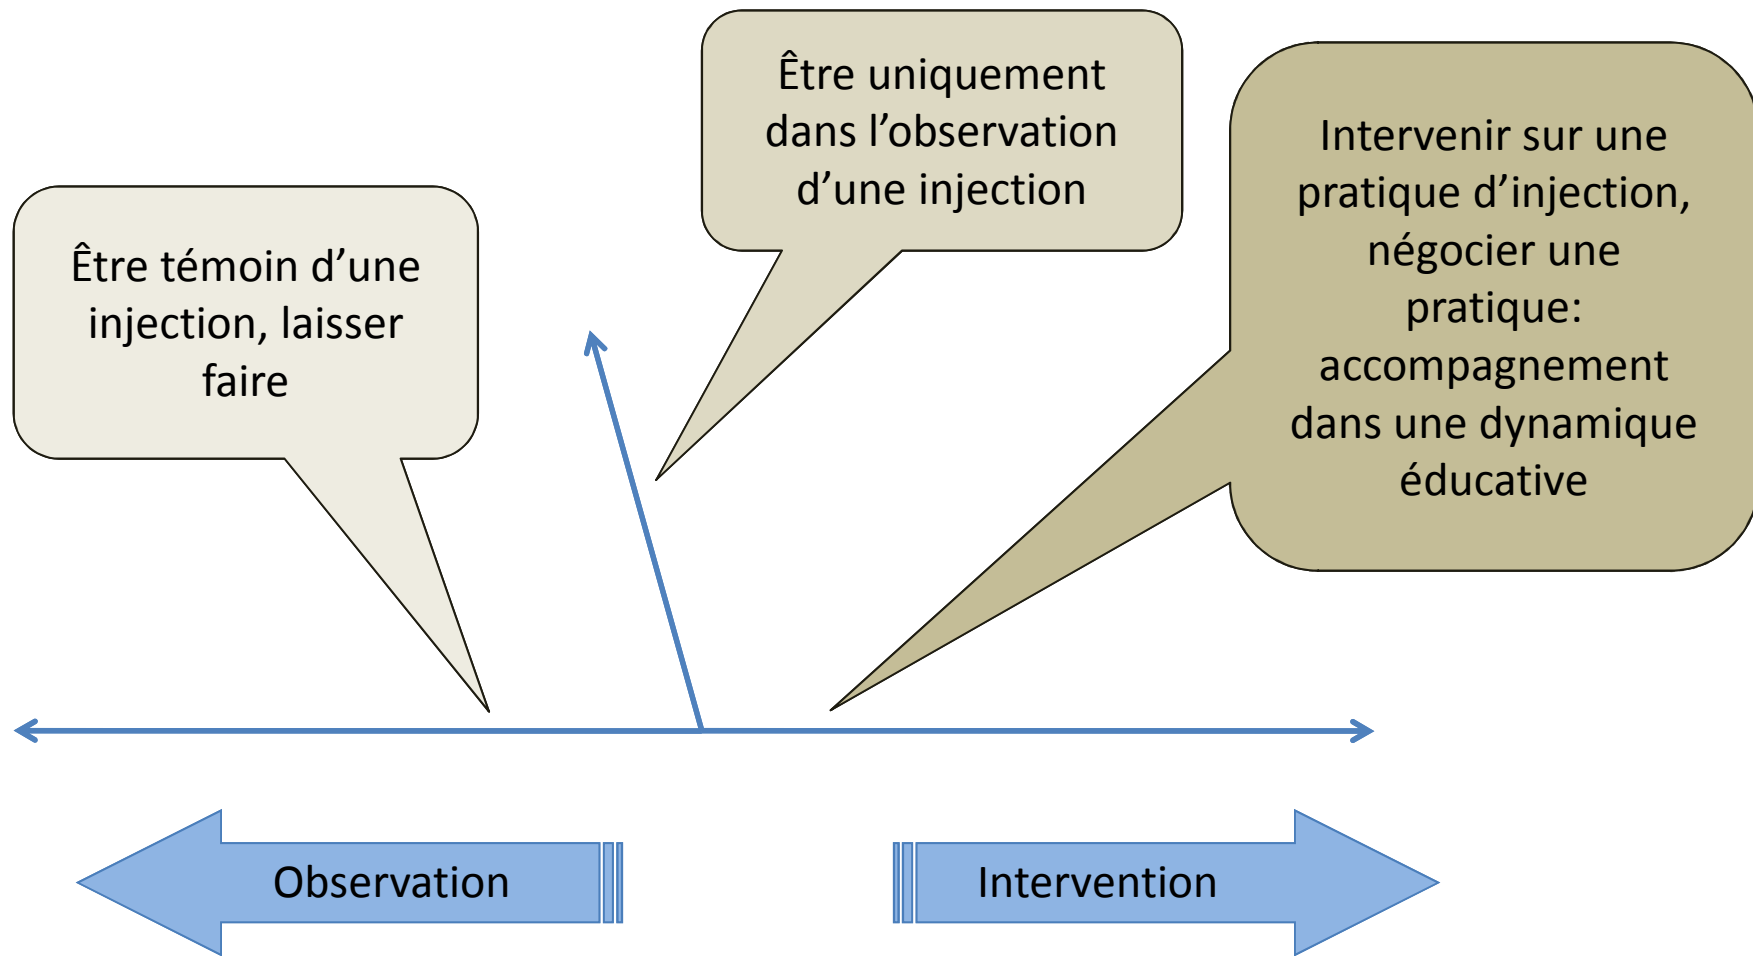 Être uniquement
dans l’observation
d’une injection
Intervenir sur une
pratique d’injection,
négocier une
pratique:
accompagnement
dans une dynamique
éducative
Être témoin d’une
injection, laisser
faire
Observation
Intervention